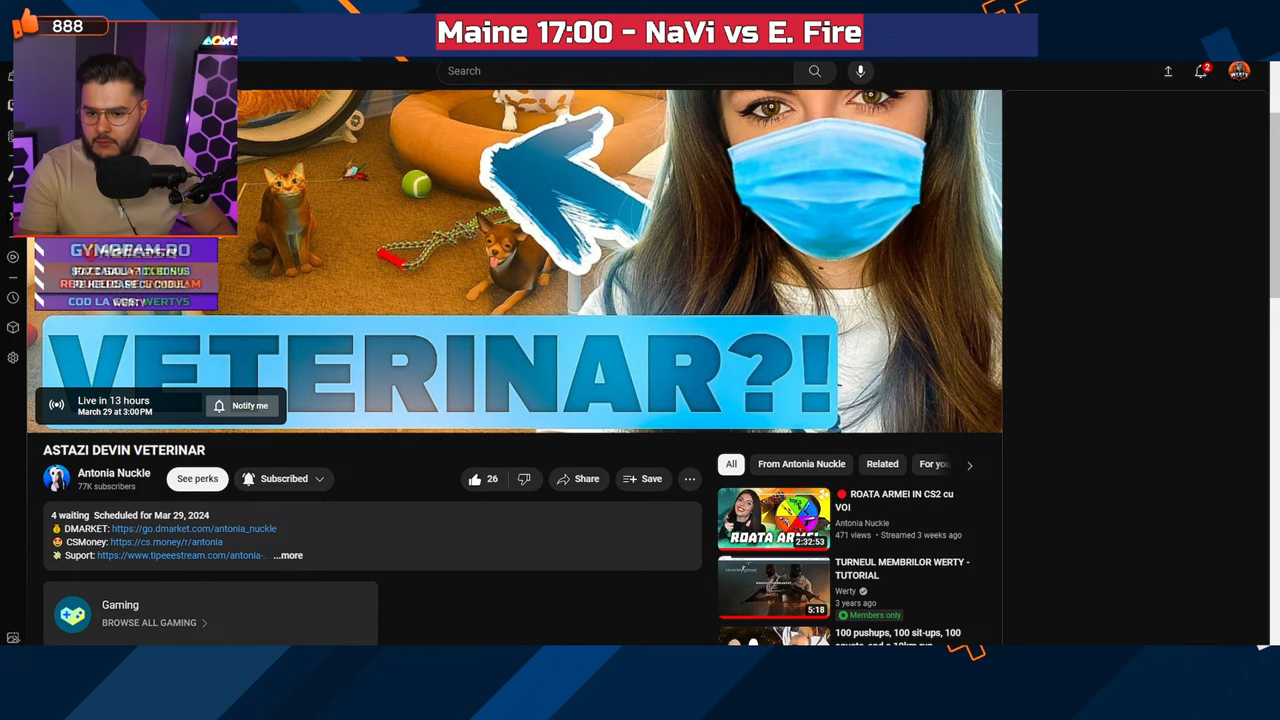 888
Maine 17:00 - NaVi vs E. Fire
Search
2
WERTY
VETERINAR?!
Live in 13 hours
March 29 at 3:00PM
Notify me
ASTAZI DEVIN VETERINAR
Antonia Nuckle
77K subscribers
See perks
Subscribed
26
Share
Save
4 waiting Scheduled for Mar 29, 2024
DMARKET: https://go.dmarket.com/antonia_nuckle
CSMoney: https://cs.money/r/antonia
Suport: https://www.tipeeestream.com/antonia-
...more
Gaming
BROWSE ALL GAMING
All
From Antonia Nuckle
Related
For you
ROATA ARMEI IN CS2 cu
VOI
Antonia Nuckle
471 views • Streamed 3 weeks ago
ROATA ARMEI
2:32:53
TURNEUL MEMBRILOR WERTY -
TUTORIAL
Werty
3 years ago
Members only
5:18
100 pushups, 100 sit-ups, 100